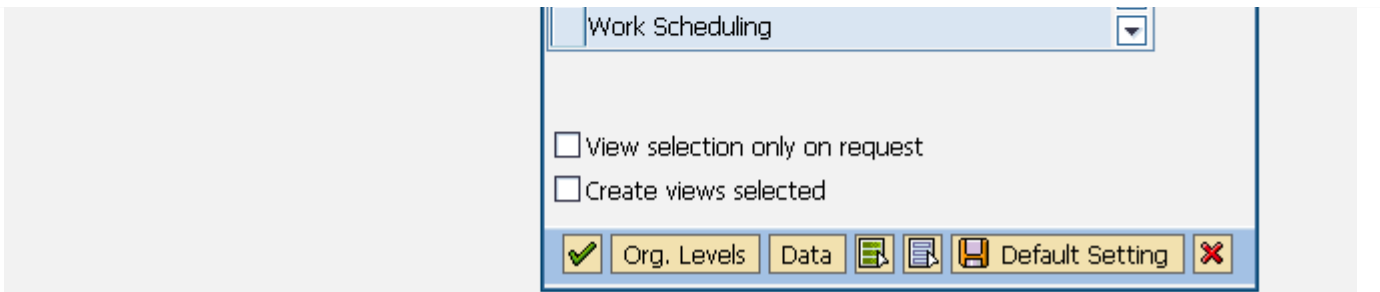 Work Scheduling
View selection only on request
Create views selected
Org. Levels Data Default Setting